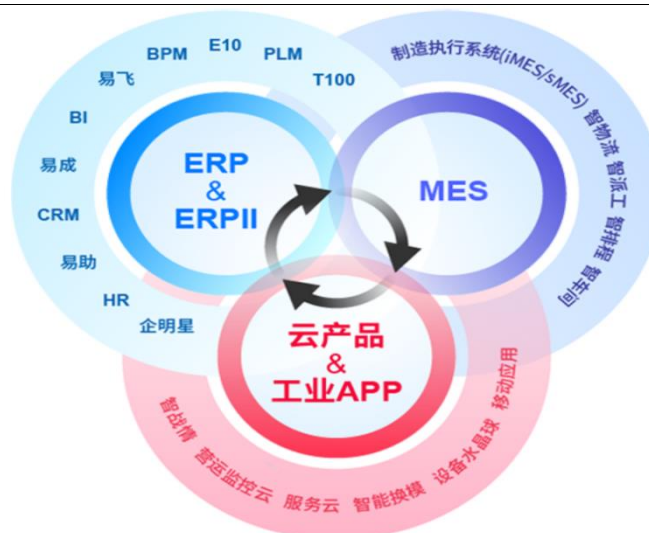 企明星
HR
易助
CRM
易成
BI
易飞
BPM
E10
PLM
T100
ERP
&
ERPII
制造执行系统(iMES/sMES)
智物流
智派工
智排程
智车间
MES
云产品
&
工业APP
智战情
营运监控云
服务云
智能换模
设备水晶球
移动应用